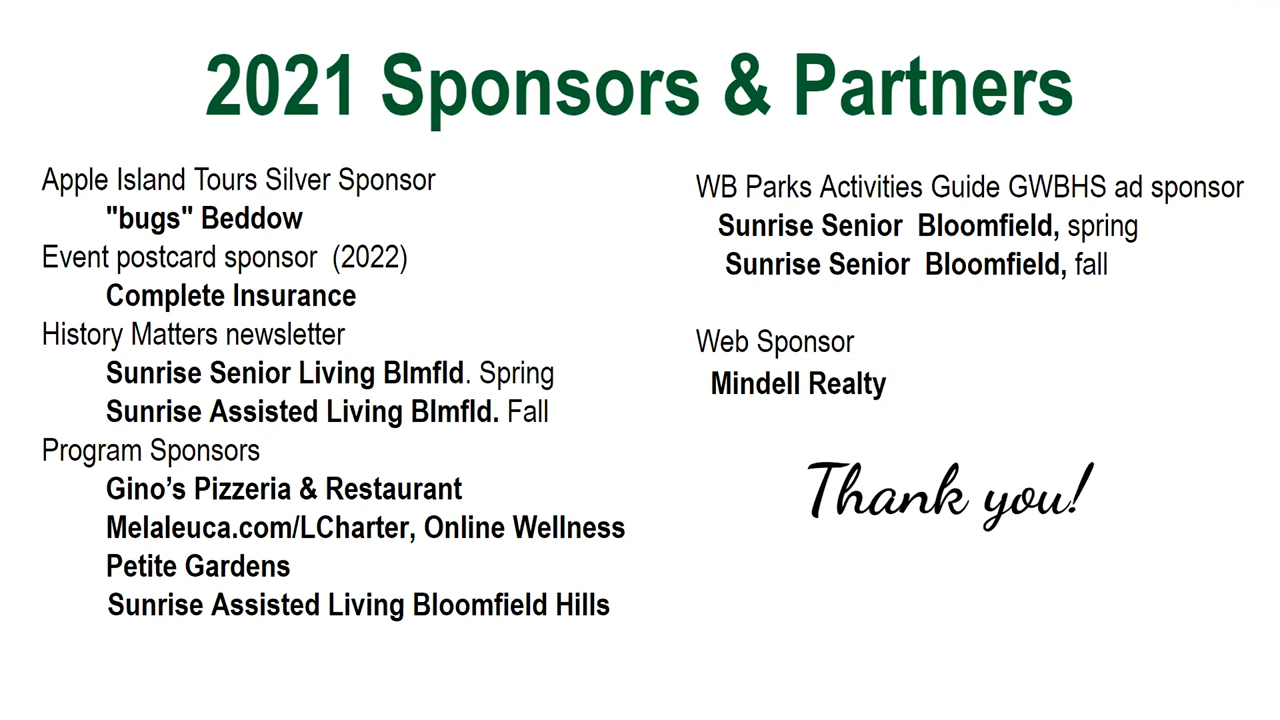 2021 Sponsors & Partners
Apple Island Tours Silver Sponsor
"bugs" Beddow
Event postcard sponsor  (2022)
Complete Insurance
History Matters newsletter
Sunrise Senior Living Blmfld. Spring
Sunrise Assisted Living Blmfld. Fall
Program Sponsors
Gino’s Pizzeria & Restaurant
Melaleuca.com/LCharter, Online Wellness
Petite Gardens
Sunrise Assisted Living Bloomfield Hills
WB Parks Activities Guide GWBHS ad sponsor
Sunrise Senior  Bloomfield, spring
Sunrise Senior  Bloomfield, fall
Web Sponsor
Mindell Realty
Thank you!